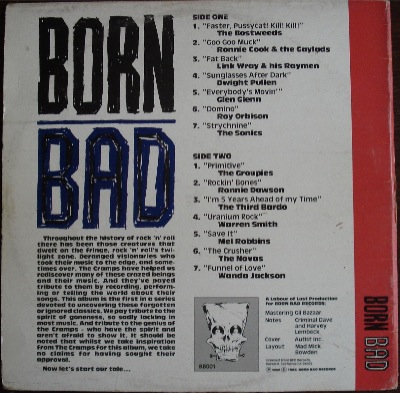 BORN
BAD
SIDE ONE
1. "Faster, Pussycat! Kill! Kill!"
The Bostweeds
2. "Goo Goo Muck"
Ronnie Cook & the Gaylads
3. "Fat Back"
Link Wray & his Raymen
4. "Sunglasses After Dark"
Dwight Pullen
5. "Everybody's Movin'"
Glen Glenn
6. "Domino"
Roy Orbison
7. "Strychnine"
The Sonics
SIDE TWO
1. "Primitive"
The Groupies
2. "Rockin' Bones"
Ronnie Dawson
3. "I'm 5 Years Ahead of my Time"
The Third Bardo
4. "Uranium Rock"
Warren Smith
5. "Save It"
Mel Robbins
6. "The Crusher"
The Novas
7. "Funnel of Love"
Wanda Jackson
Throughout the history of rock 'n' roll
there has been those creatures that
dwelt on the fringe, rock 'n' roll's twi-
light zone. Deranged visionaries who
took their music to the edge, and some-
times over. The Cramps have helped us
rediscover many of these crazed beings
and their music. And they've payed
tribute to them by recording, perform-
ing or telling the world about their
songs. This album is the first in a series
devoted to uncovering these forgotten
or ignored classics. We pay tribute to the
spirit of goneness, so sadly lacking in
most music. And tribute to the genius of
The Cramps - who have the spirit and
aren't afraid to show it. It should be
noted that whilst we take inspiration
from The Cramps for this album, we take
no claims for having sought their
approval.
Now let's start our tale...
BB001
A Labour of Lust Production
for BORN BAD RECORDS:
Mastering Gil Bazaar
Notes Criminal Dave
and Harvey
Lembeck
Cover Autist Inc.
Layout Mad Mick
Bowden
BORN BAD